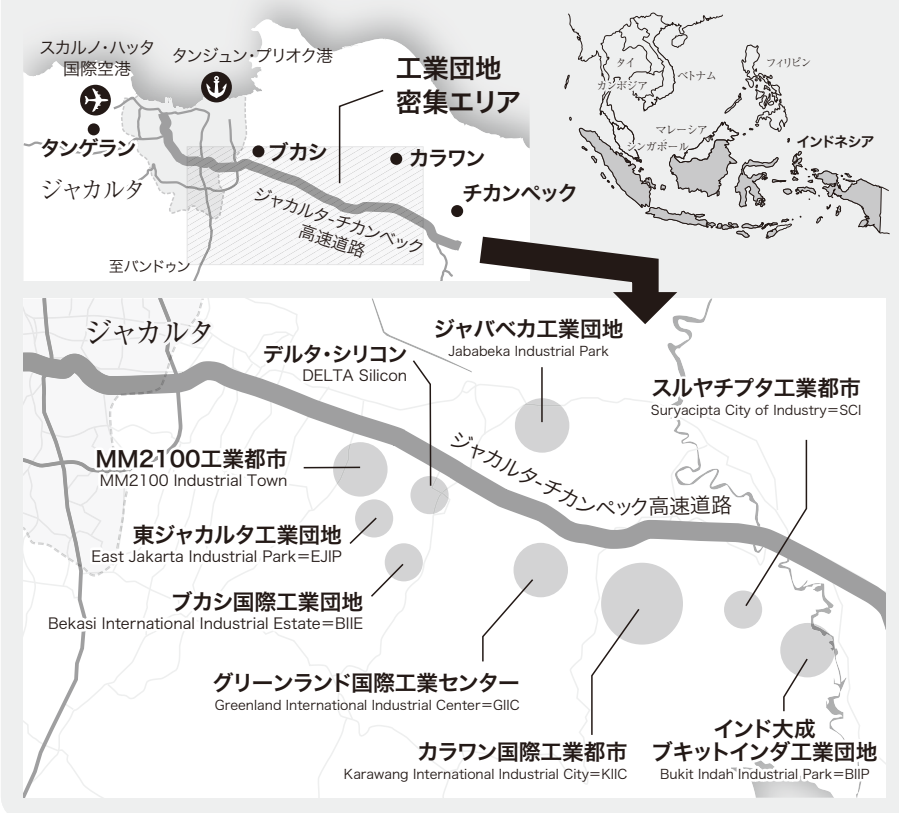 スカルノ・ハッタ
国際空港
タンジュン・プリオク港
工業団地
密集エリア
タンゲラン
ブカシ
カラワン
ジャカルタ
チカンペック
ジャカルタ-チカンペック
高速道路
至バンドゥン
タイ
ベトナム
フィリピン
カンボジア
マレーシア
シンガポール
インドネシア
ジャカルタ
デルタ・シリコン
DELTA Silicon
ジャバベカ工業団地
Jababeka Industrial Park
スルヤチプタ工業都市
Suryacipta City of Industry=SCI
MM2100工業都市
MM2100 Industrial Town
ジャカルタ-チカンペック高速道路
東ジャカルタ工業団地
East Jakarta Industrial Park=EJIP
ブカシ国際工業団地
Bekasi International Industrial Estate=BIIE
グリーンランド国際工業センター
Greenland International Industrial Center=GIIC
カラワン国際工業都市
Karawang International Industrial City=KIIC
インド大成
ブキットインダ工業団地
Bukit Indah Industrial Park=BIIP